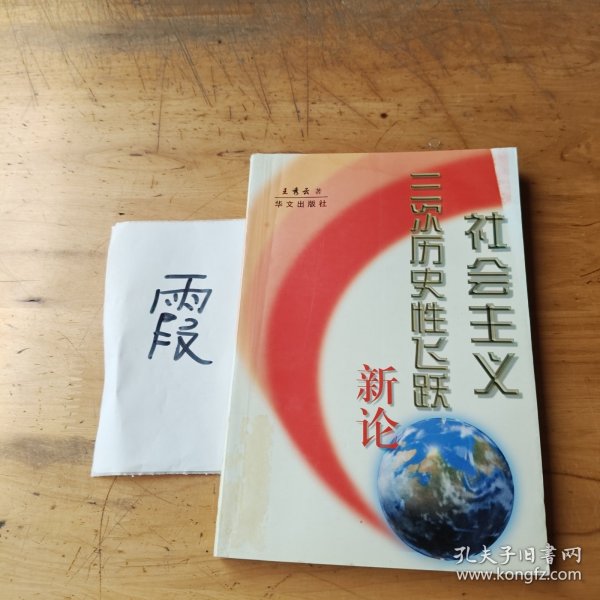 霞
王秀云 著
华文出版社
社会主义
三次历史性飞跃
新论
孔夫子旧书网
www.kongfz.com